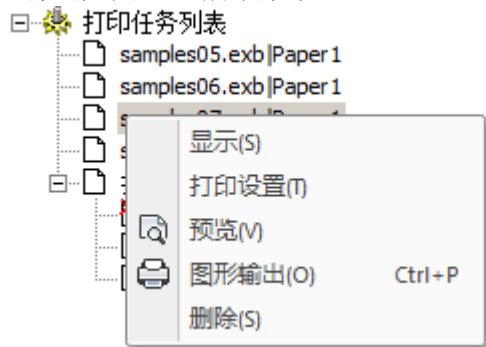 打印任务列表
samples05.exb|Paper1
samples06.exb|Paper1
显示(S)
打印设置(T)
预览(V)
图形输出(O) Ctrl+P
删除(S)